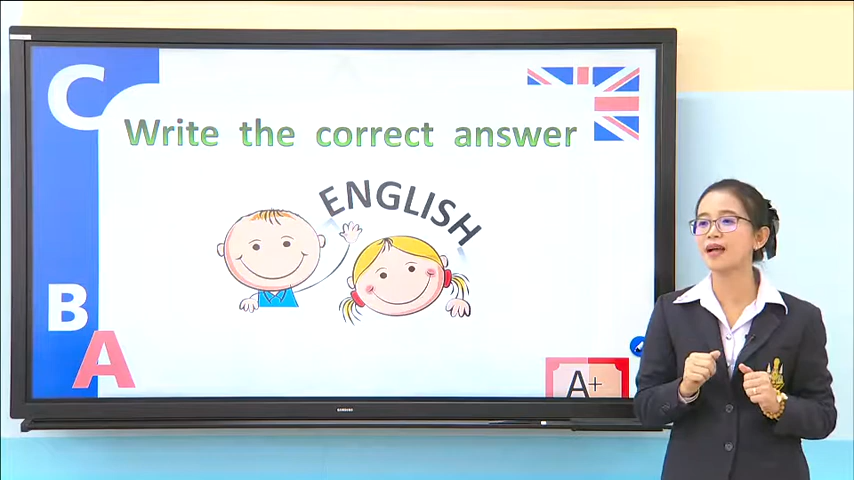 C
Write the correct answer
ENGLISH
B
A
A+
SAMSUNG